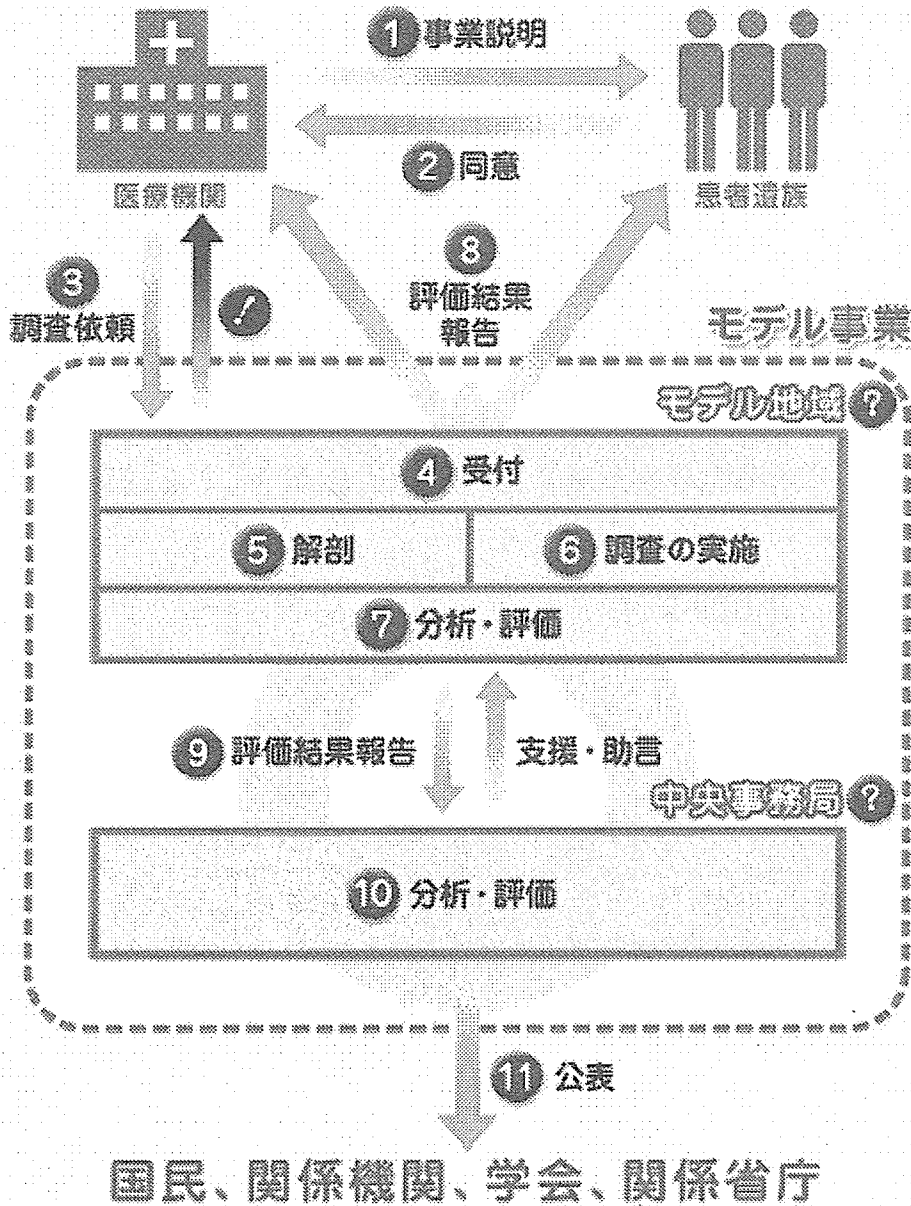 ① 事業説明
② 同意
医療機関
患者遺族
③
調査依頼
!
⑧
評価結果
報告
モデル事業
モデル地域 ?
④ 受付
⑤ 解剖
⑥ 調査の実施
⑦ 分析・評価
⑨ 評価結果報告
支援・助言
中央事務局 ?
⑩ 分析・評価
⑪ 公表
国民、関係機関、学会、関係省庁